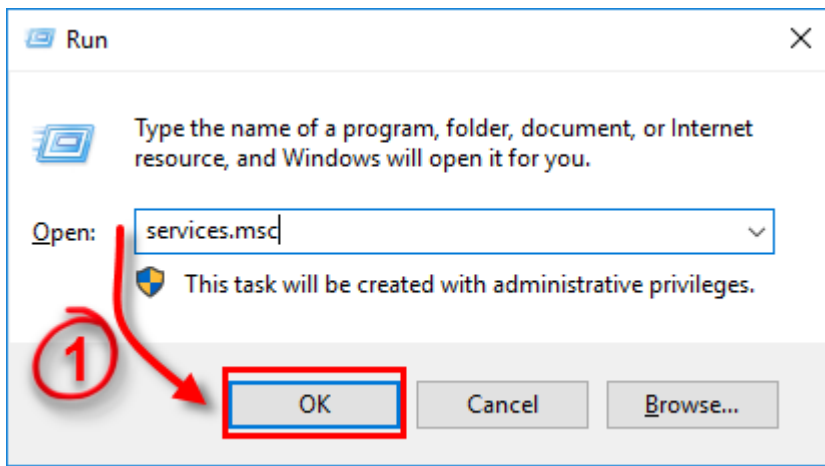 Run
Type the name of a program, folder, document, or Internet
resource, and Windows will open it for you.
Open: services.msc
This task will be created with administrative privileges.
1
OK Cancel Browse...